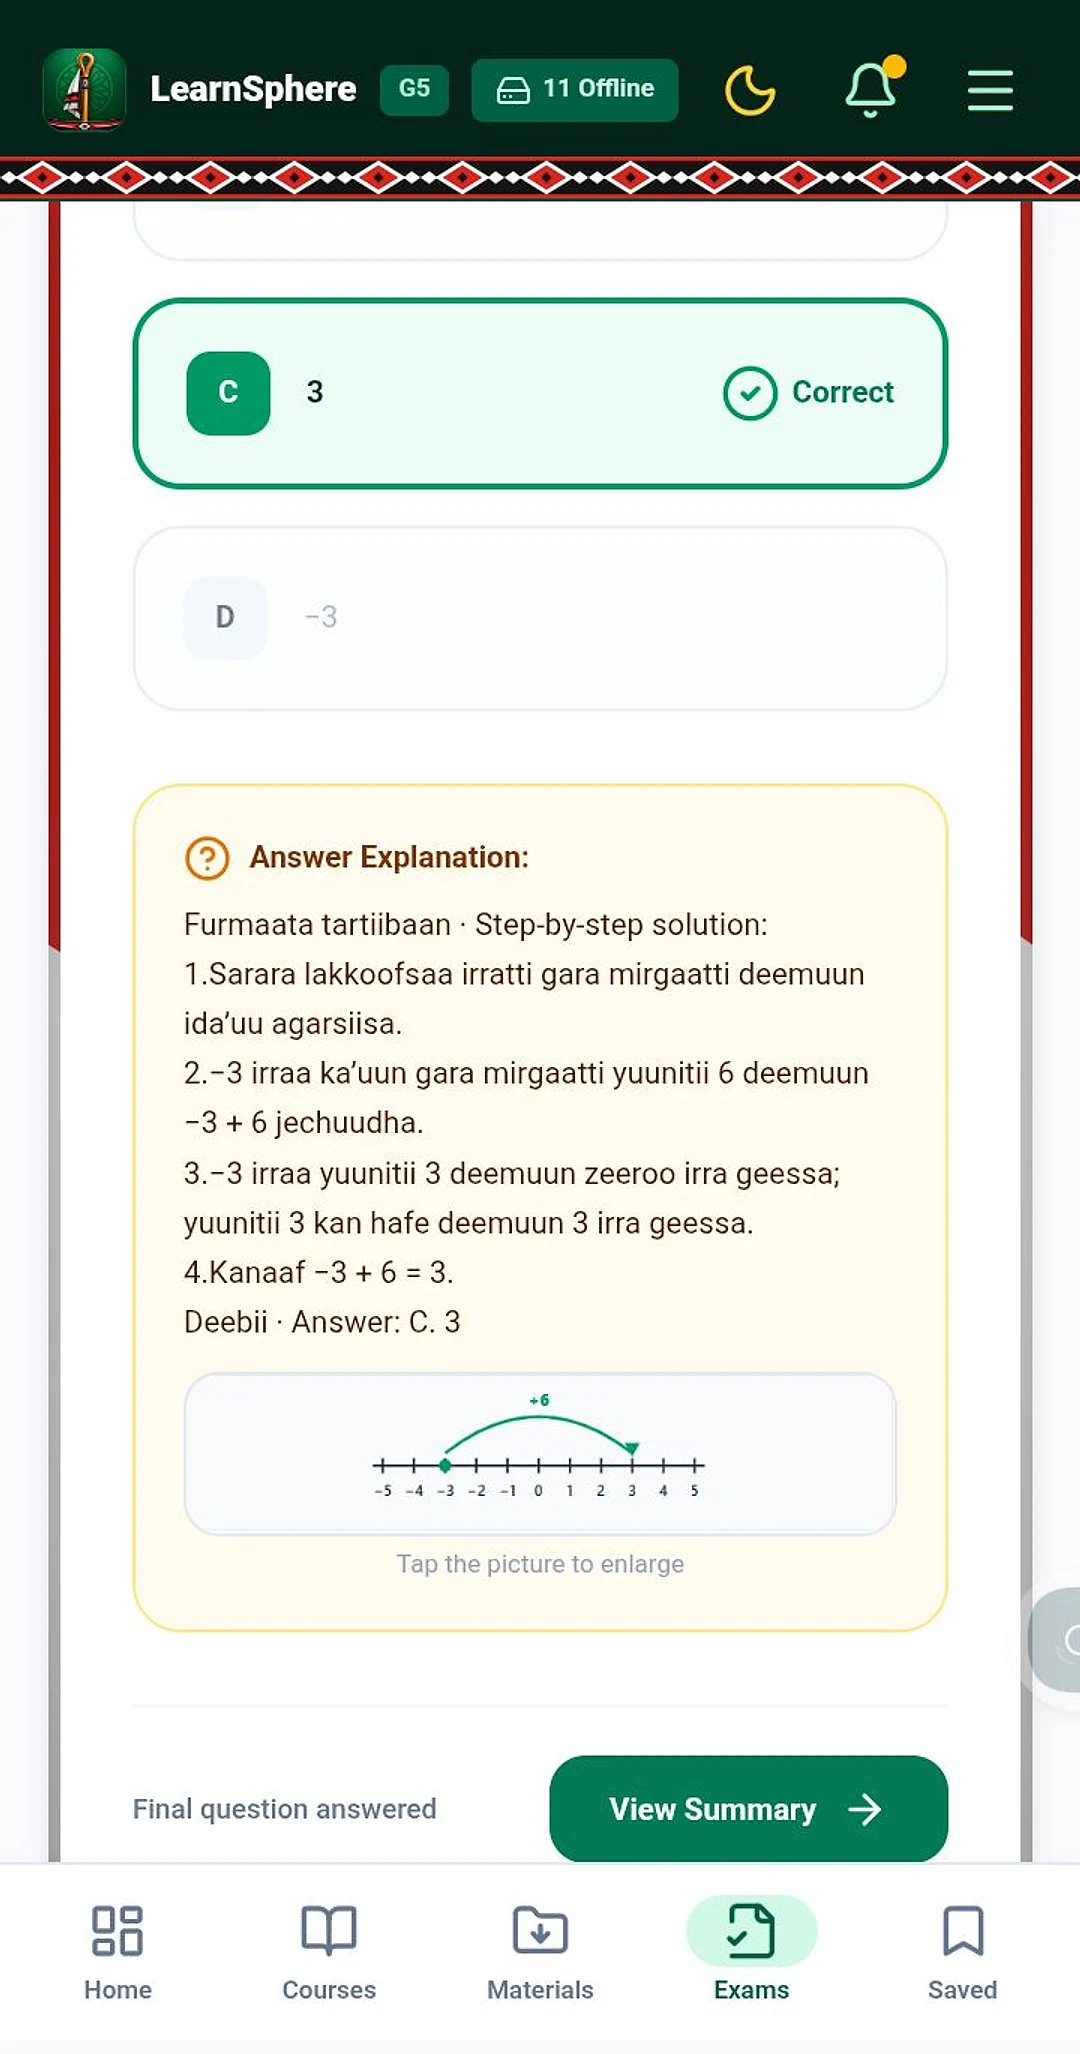 LearnSphere G5 11 Offline
C 3 Correct
D −3
Answer Explanation:
Furmaata tartiibaan · Step-by-step solution:
1.Sarara lakkoofsaa irratti gara mirgaatti deemuun
ida’uu agarsiisa.
2.−3 irraa ka’uun gara mirgaatti yuunitii 6 deemuun
−3 + 6 jechuudha.
3.−3 irraa yuunitii 3 deemuun zeeroo irra geessa;
yuunitii 3 kan hafe deemuun 3 irra geessa.
4.Kanaaf −3 + 6 = 3.
Deebii · Answer: C. 3
+6
−5 −4 −3 −2 −1 0 1 2 3 4 5
Tap the picture to enlarge
Final question answered View Summary
Home Courses Materials Exams Saved